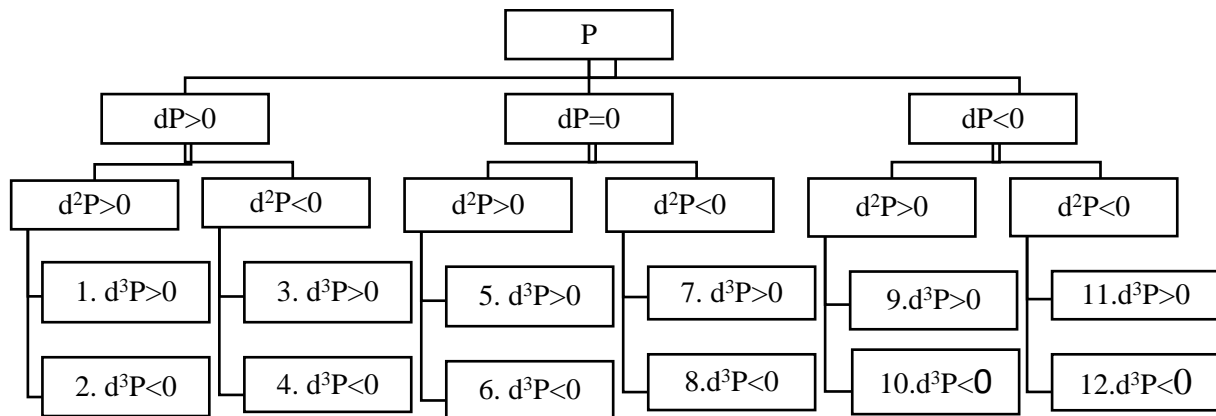 P
dP>0
dP=0
dP<0
d²P>0
d²P<0
d²P>0
d²P<0
d²P>0
d²P<0
1. d³P>0
3. d³P>0
5. d³P>0
7. d³P>0
9.d³P>0
11.d³P>0
2. d³P<0
4. d³P<0
6. d³P<0
8.d³P<0
10.d³P<0
12.d³P<0